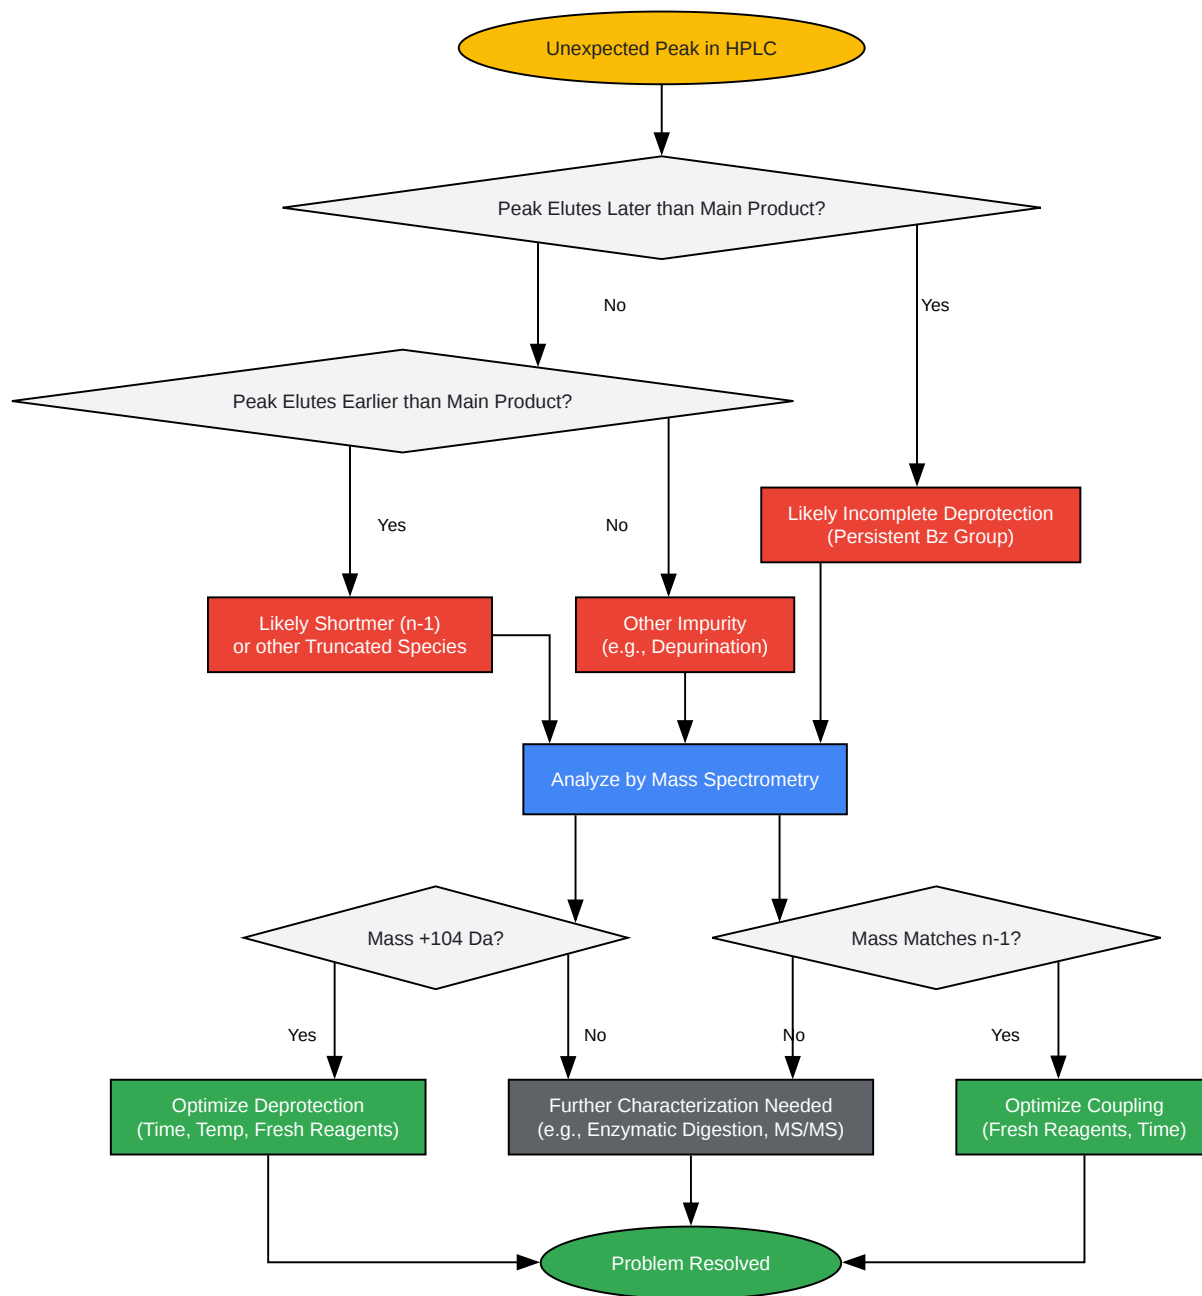 Unexpected Peak in HPLC
Peak Elutes Later than Main Product?
No
Yes
Peak Elutes Earlier than Main Product?
Likely Incomplete Deprotection
(Persistent Bz Group)
Yes
No
Likely Shortmer (n-1)
or other Truncated Species
Other Impurity
(e.g., Depurination)
Analyze by Mass Spectrometry
Mass +104 Da?
Mass Matches n-1?
Yes
No
No
Yes
Optimize Deprotection
(Time, Temp, Fresh Reagents)
Further Characterization Needed
(e.g., Enzymatic Digestion, MS/MS)
Optimize Coupling
(Fresh Reagents, Time)
Problem Resolved